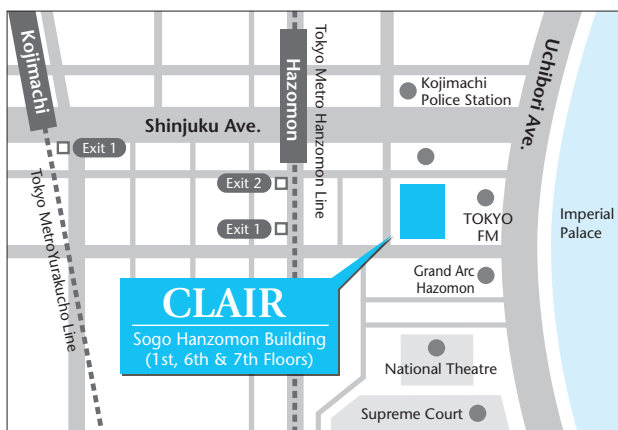 Kojimachi
Hazomon
Tokyo Metro Hanzomon Line
Uchibori Ave.
Kojimachi
Police Station
Shinjuku Ave.
Exit 1
Exit 2
Exit 1
Tokyo MetroYurakucho Line
TOKYO
FM
Imperial
Palace
Grand Arc
Hazomon
CLAIR
Sogo Hanzomon Building
(1st, 6th & 7th Floors)
National Theatre
Supreme Court